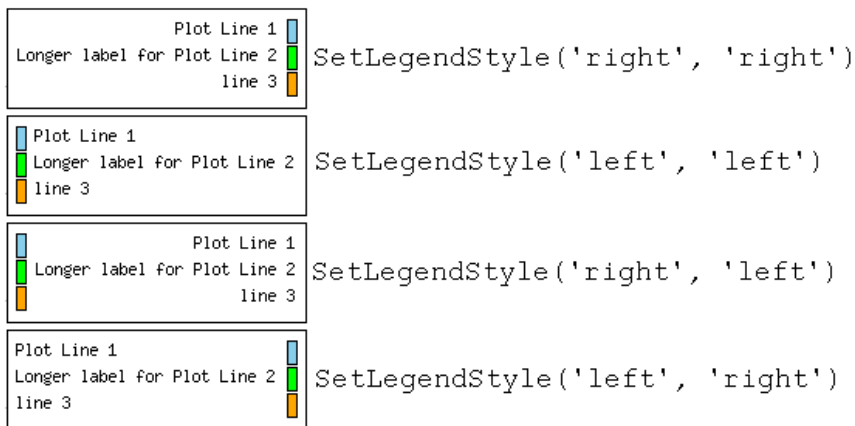 Plot Line 1
Longer label for Plot Line 2
line 3
SetLegendStyle('right', 'right')
Plot Line 1
Longer label for Plot Line 2
line 3
SetLegendStyle('left', 'left')
Plot Line 1
Longer label for Plot Line 2
line 3
SetLegendStyle('right', 'left')
Plot Line 1
Longer label for Plot Line 2
line 3
SetLegendStyle('left', 'right')